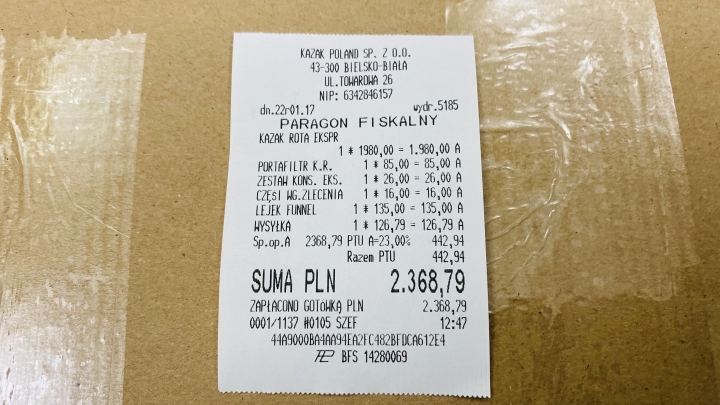 KAZAK POLAND SP. Z O.O.
43-300 BIELSKO-BIAŁA
UL.TOWAROWA 26
NIP: 6342846157
dn.22r01.17 wydr.5185
PARAGON FISKALNY
KAZAK ROTA EKSPR
1 * 1980,00 = 1.980,00 A
PORTAFILTR K.R. 1 * 85,00 = 85,00 A
ZESTAW KONS. EKS. 1 * 26,00 = 26,00 A
CZĘŚI WG.ZLECENIA 1 * 16,00 = 16,00 A
LEJEK FUNNEL 1 * 135,00 = 135,00 A
WYSYŁKA 1 * 126,79 = 126,79 A
Sp.op.A 2368,79 PTU A=23,00% 442,94
Razem PTU 442,94
SUMA PLN 2.368,79
ZAPŁACONO GOTÓWKĄ PLN 2.368,79
0001/1137 #0105 SZEF 12:47
44A9000BA4AA94EA2FC482BFDCA612E4
BFS 14280069